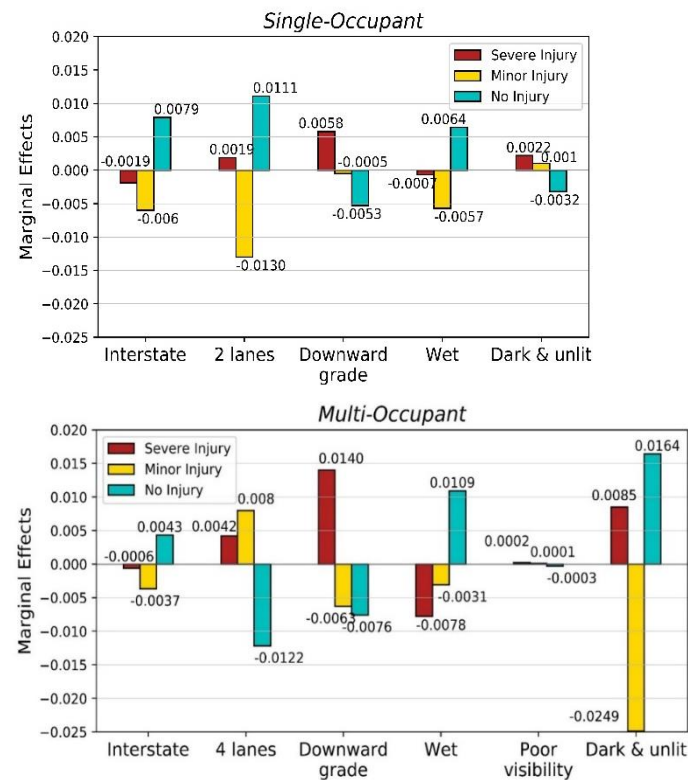 Single-Occupant
Marginal Effects
0.020
0.015
0.010
0.005
0.000
−0.005
−0.010
−0.015
−0.020
−0.025
Severe Injury
Minor Injury
No Injury
-0.0019
-0.006
0.0079
0.0019
-0.0130
0.0111
0.0058
-0.0005
-0.0053
-0.0007
-0.0057
0.0064
0.0022
0.001
-0.0032
Interstate
2 lanes
Downward
grade
Wet
Dark & unlit
Multi-Occupant
Marginal Effects
0.020
0.015
0.010
0.005
0.000
−0.005
−0.010
−0.015
−0.020
−0.025
Severe Injury
Minor Injury
No Injury
-0.0006
-0.0037
0.0043
0.0042
0.008
-0.0122
0.0140
-0.0063
-0.0076
-0.0078
-0.0031
0.0109
0.0002
0.0001
-0.0003
0.0085
-0.0249
0.0164
Interstate
4 lanes
Downward
grade
Wet
Poor
visibility
Dark & unlit